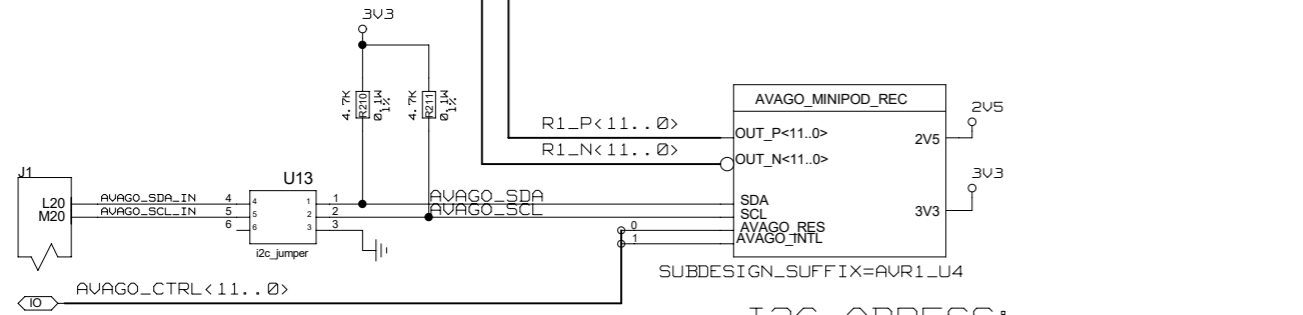 3V3
4.7K R210 0.1W 1%
4.7K R211 0.1W 1%
AVAGO_MINIPOD_REC
2V5
R1_P<11..0>
OUT_P<11..0>
2V5
R1_N<11..0>
OUT_N<11..0>
3V3
J1
U13
L20 AVAGO_SDA_IN 4 4 1 1 AVAGO_SDA SDA
M20 AVAGO_SCL_IN 5 5 2 2 AVAGO_SCL SCL
3V3
6 6 3 3
0 AVAGO_RES
1 AVAGO_INTL
i2c_jumper
SUBDESIGN_SUFFIX=AVR1_U4
AVAGO_CTRL<11..0>
IO
I2C ADDRESS: